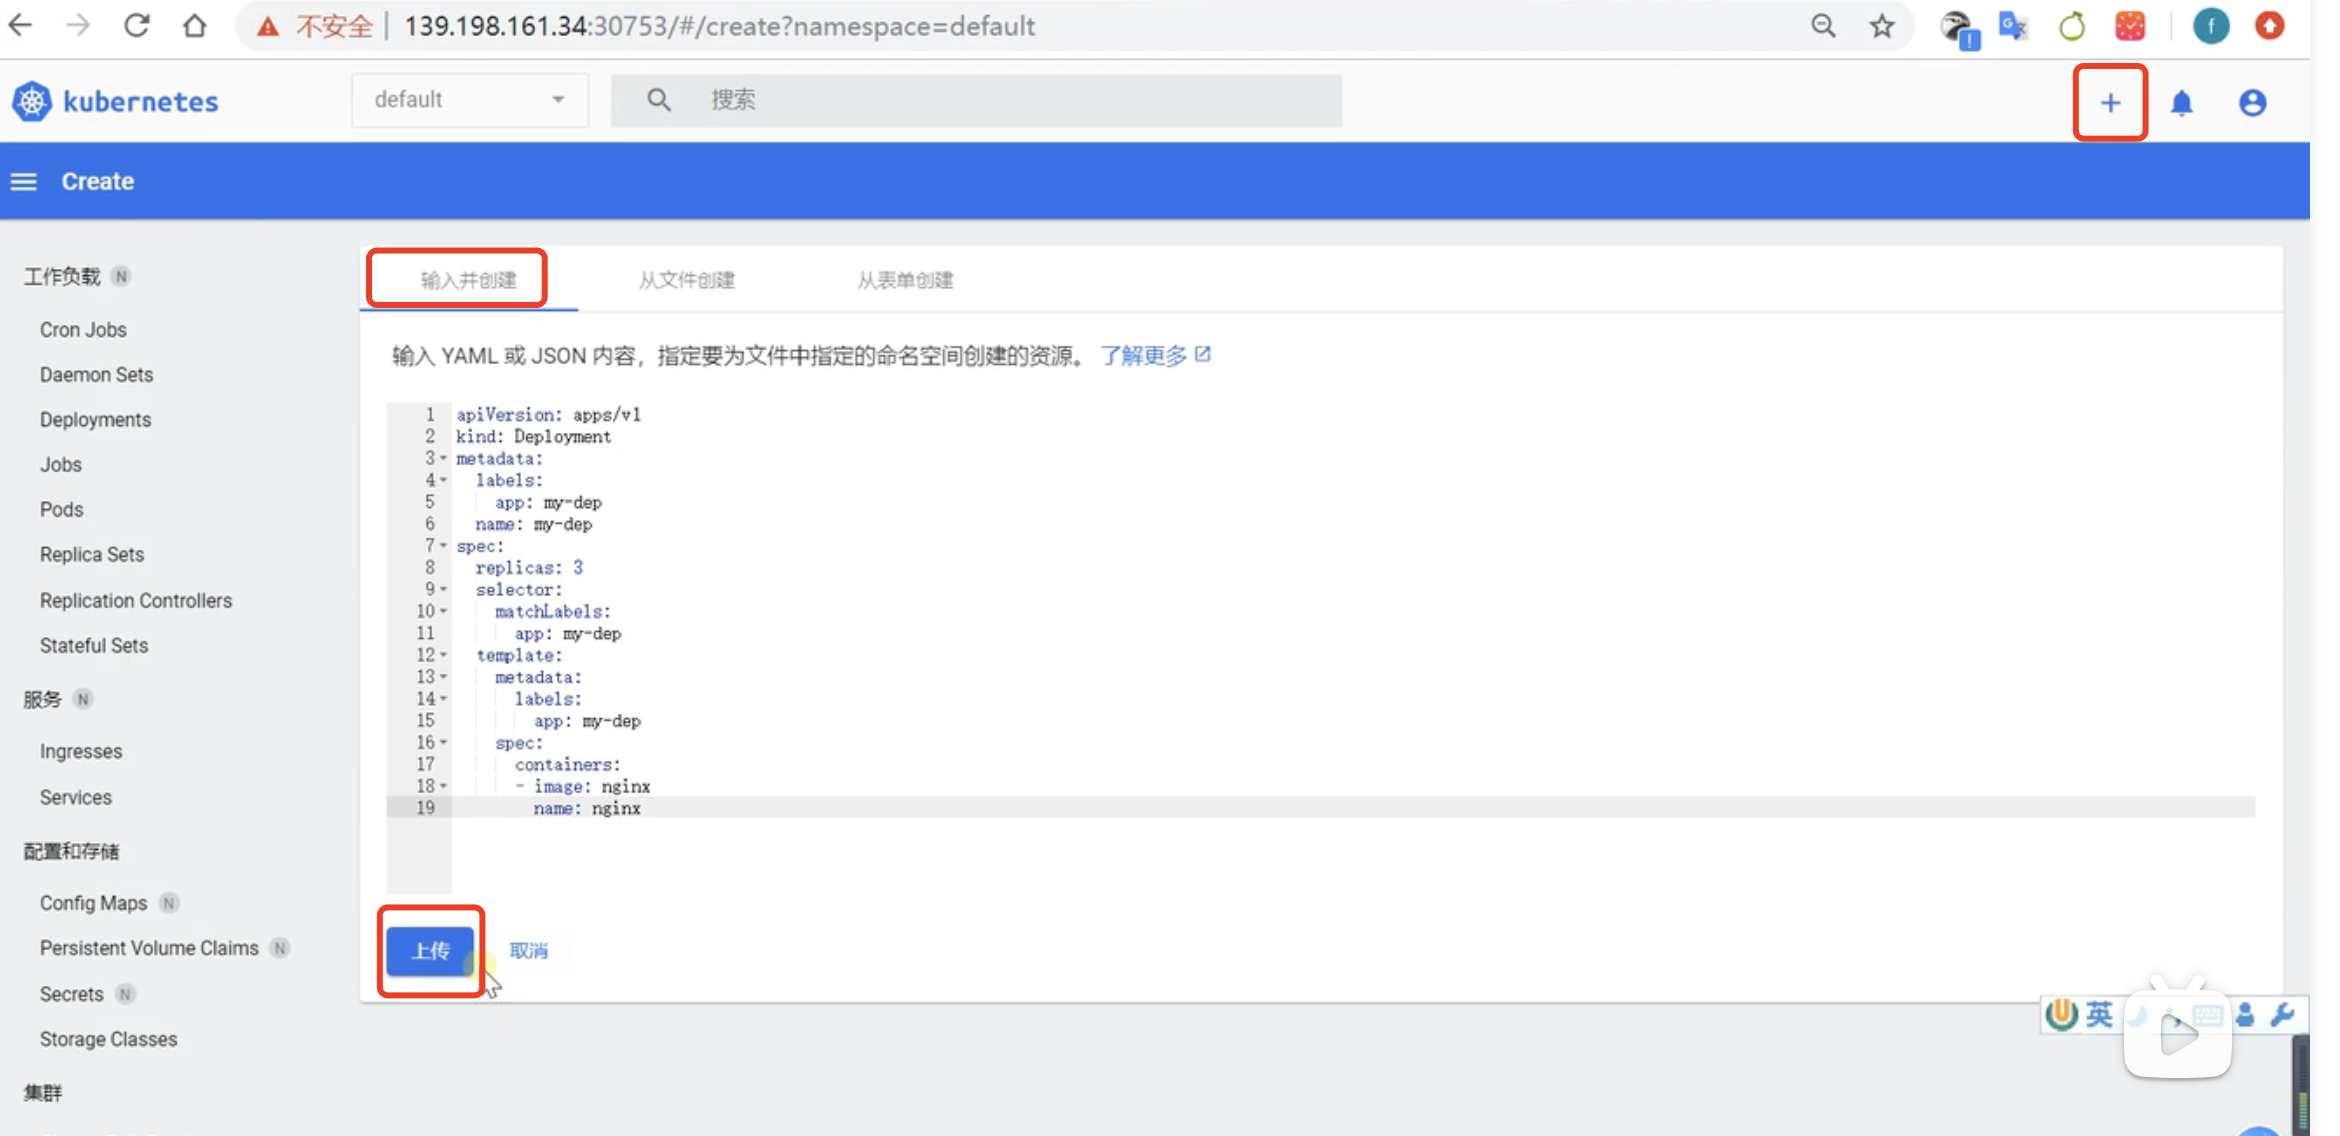 不安全 139.198.161.34:30753/#/create?namespace=default
kubernetes
default
搜索
Create
工作负载 N
Cron Jobs
Daemon Sets
Deployments
Jobs
Pods
Replica Sets
Replication Controllers
Stateful Sets
服务 N
Ingresses
Services
配置和存储
Config Maps N
Persistent Volume Claims N
Secrets N
Storage Classes
集群
输入并创建 从文件创建 从表单创建
输入 YAML 或 JSON 内容，指定要为文件中指定的命名空间创建的资源。 了解更多
1 apiVersion: apps/v1
2 kind: Deployment
3 metadata:
4 labels:
5 app: my-dep
6 name: my-dep
7 spec:
8 replicas: 3
9 selector:
10 matchLabels:
11 app: my-dep
12 template:
13 metadata:
14 labels:
15 app: my-dep
16 spec:
17 containers:
18 - image: nginx
19 name: nginx
上传 取消
英